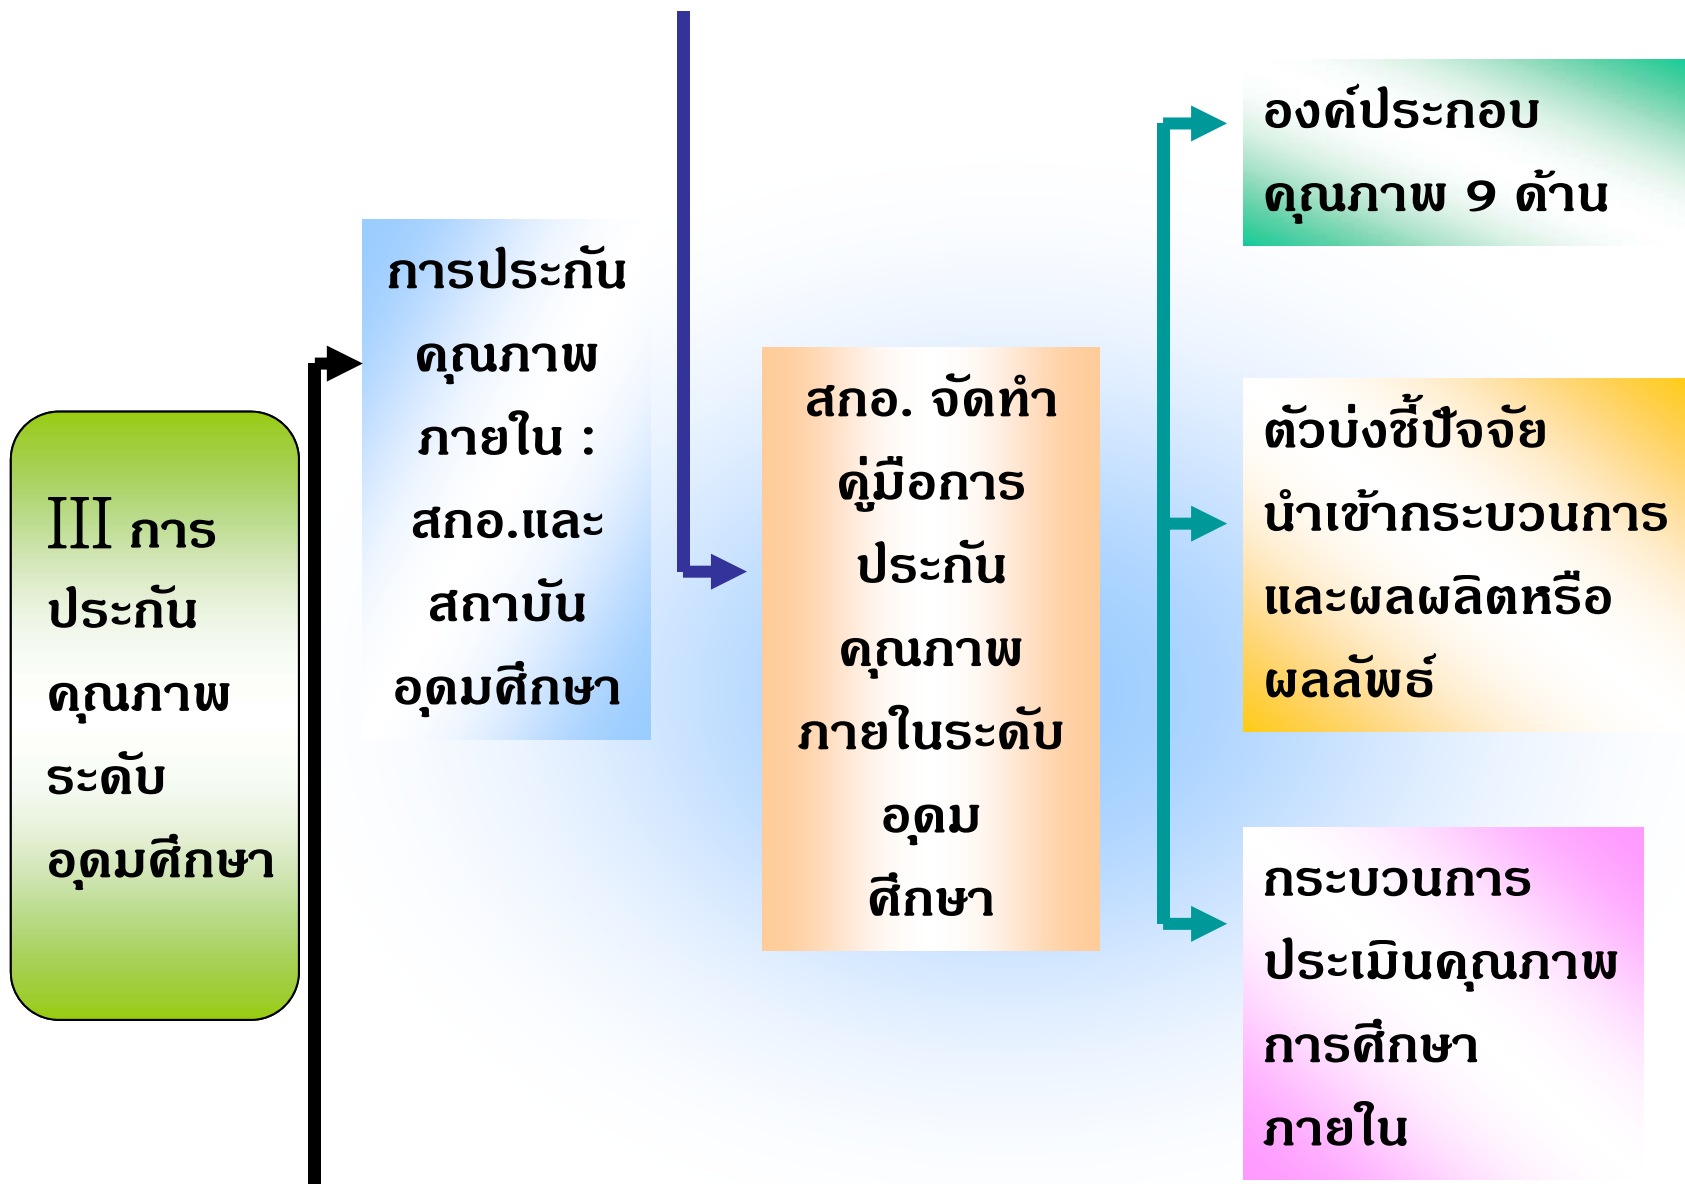 III การ
ประกัน
คุณภาพ
ระดับ
อุดมศึกษา
การประกัน
คุณภาพ
ภายใน :
สกอ.และ
สถาบัน
อุดมศึกษา
สกอ. จัดทำ
คู่มือการ
ประกัน
คุณภาพ
ภายในระดับ
อุดม
ศึกษา
องค์ประกอบ
คุณภาพ 9 ด้าน
ตัวบ่งชี้ปัจจัย
นำเข้ากระบวนการ
และผลผลิตหรือ
ผลลัพธ์
กระบวนการ
ประเมินคุณภาพ
การศึกษา
ภายใน